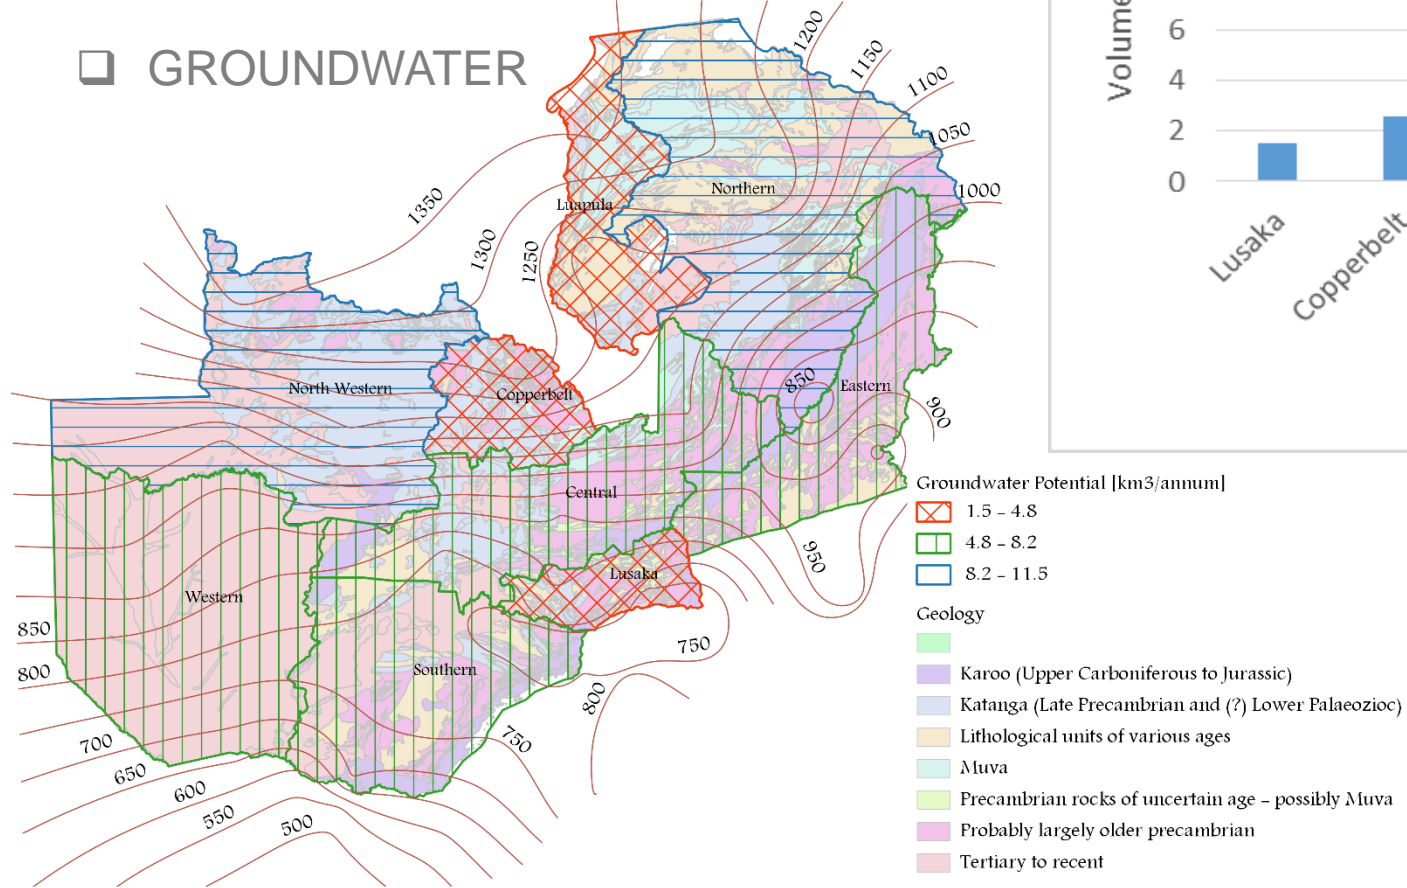 ❑ GROUNDWATER
1200
1150
1100
1050
1000
1350
1300
1250
Luapula
Northern
North-Western
Copperbelt
850
Eastern
900
Central
950
Lusaka
Western
Southern
850
800
700
650
600
550
500
750
800
750
Volume
6
4
2
0
Lusaka
Copperbelt
Groundwater Potential [km3/annum]
1.5 – 4.8
4.8 – 8.2
8.2 – 11.5
Geology
Karoo (Upper Carboniferous to Jurassic)
Katanga (Late Precambrian and (?) Lower Palaeozioc)
Lithological units of various ages
Muva
Precambrian rocks of uncertain age – possibly Muva
Probably largely older precambrian
Tertiary to recent